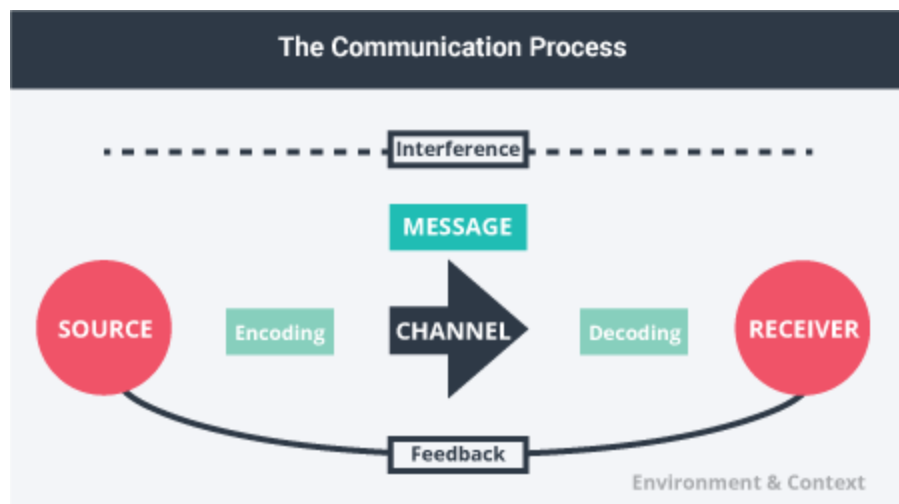 The Communication Process
Interference
MESSAGE
SOURCE
Encoding
CHANNEL
Decoding
RECEIVER
Feedback
Environment & Context